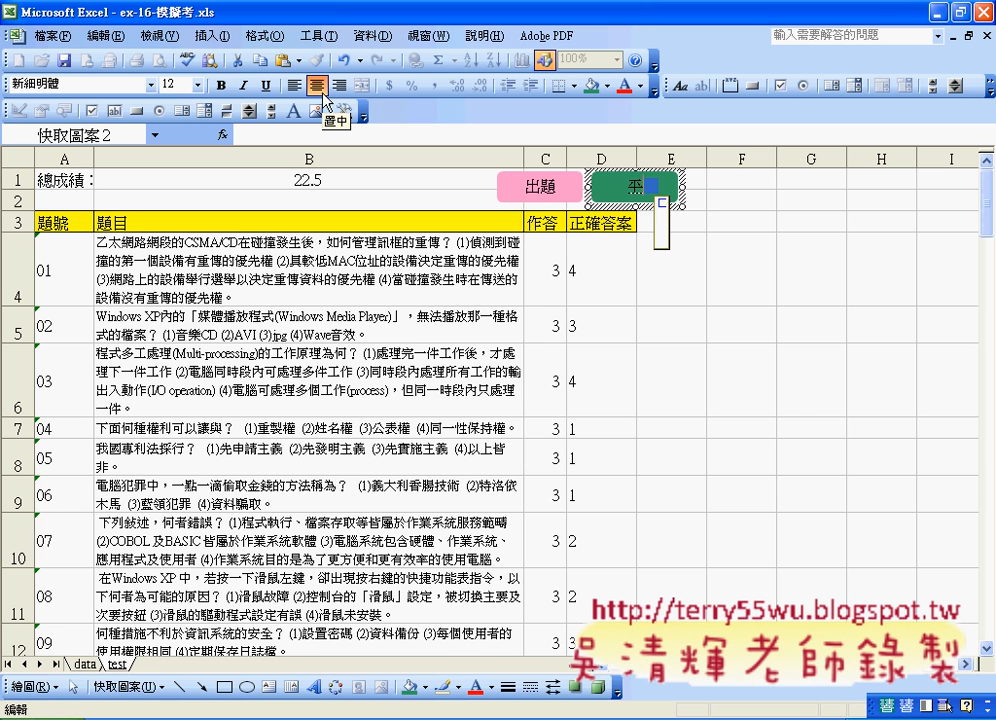 Microsoft Excel - ex-16-模擬考.xls
檔案(F) 編輯(E) 檢視(V) 插入(I) 格式(O) 工具(T) 資料(D) 視窗(W) 說明(H) Adobe PDF 輸入需要解答的問題
100%
新細明體 12 B I U
置中
快取圖案 2 fx
A B C D E F G H I
1 總成績: 22.5 出題 平
2
3 題號 題目 作答 正確答案
4 01 乙太網路網段的CSMA/CD在碰撞發生後，如何管理訊框的重傳？ (1)偵測到碰
撞的第一個設備有重傳的優先權 (2)具較低MAC位址的設備決定重傳的優先權
(3)網路上的設備舉行選舉以決定重傳資料的優先權 (4)當碰撞發生時在傳送的
設備沒有重傳的優先權。 3 4
5 02 Windows XP內的「媒體播放程式(Windows Media Player)」，無法播放那一種格
式的檔案？ (1)音樂CD (2)AVI (3)jpg (4)Wave音效。 3 3
6 03 程式多工處理(Multi-processing)的工作原理為何？ (1)處理完一件工作後，才處
理下一件工作 (2)電腦同時段內可處理多件工作 (3)同時段內處理所有工作的輸
出入動作(I/O operation) (4)電腦可處理多個工作(process)，但同一時段內只處理
一件。 3 4
7 04 下面何種權利可以讓與？ (1)重製權 (2)姓名權 (3)公表權 (4)同一性保持權。 3 1
8 05 我國專利法採行？ (1)先申請主義 (2)先發明主義 (3)先實施主義 (4)以上皆
非。 3 1
9 06 電腦犯罪中，一點一滴偷取金錢的方法稱為？ (1)義大利香腸技術 (2)特洛依
木馬 (3)藍領犯罪 (4)資料騙取。 3 1
10 07 下列敘述，何者錯誤？ (1)程式執行、檔案存取等皆屬於作業系統服務範疇
(2)COBOL 及BASIC 皆屬於作業系統軟體 (3)電腦系統包含硬體、作業系統、
應用程式及使用者 (4)作業系統目的是為了更方便和更有效率的使用電腦。 3 2
11 08 在Windows XP 中，若按一下滑鼠左鍵，卻出現按右鍵的快捷功能表指令，以
下何者為可能的原因？ (1)滑鼠故障 (2)控制台的「滑鼠」設定，被切換主要及
次要按鈕 (3)滑鼠的驅動程式設定有誤 (4)滑鼠未安裝。 3 2
12 09 何種措施不利於資訊系統的安全？ (1)設置密碼 (2)資料備份 (3)每個使用者的
使用權限相同 (4)定期保存日誌檔。 3 3
http://terry55wu.blogspot.tw
吳清輝老師錄製
data test
繪圖(R) 快取圖案(U)
編輯